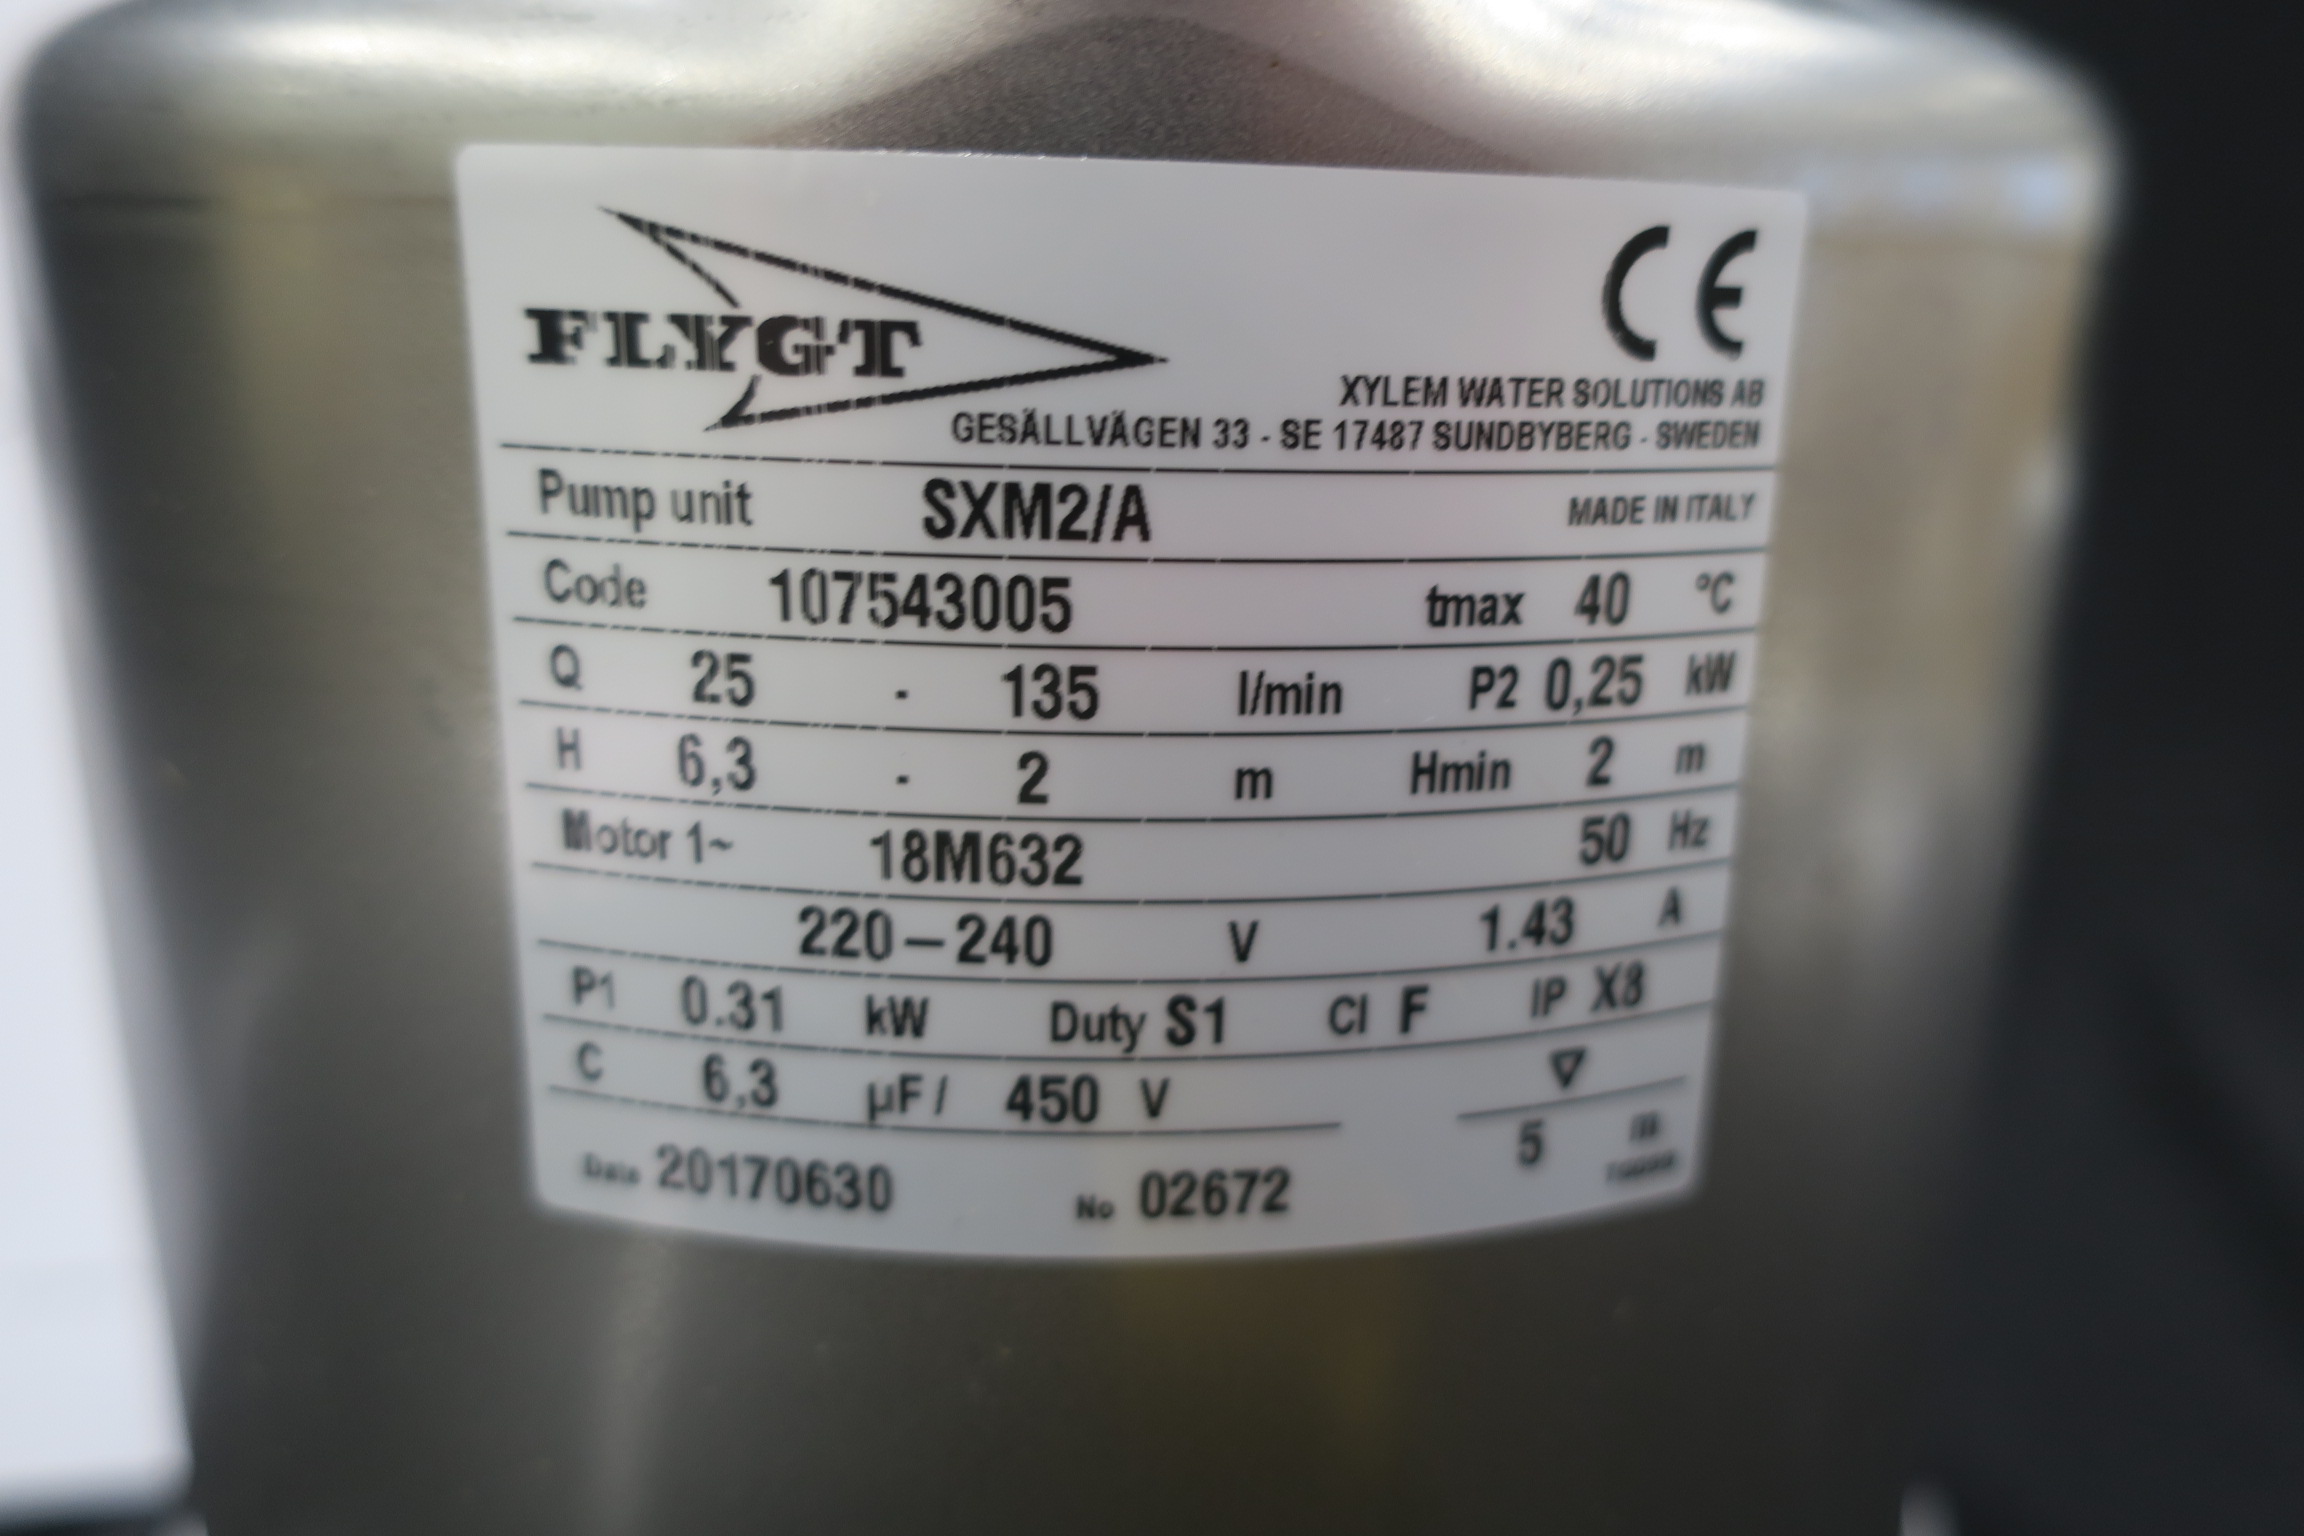 FLYGT
CE
XYLEM WATER SOLUTIONS AB
GESÄLLVÄGEN 33 - SE 17487 SUNDBYBERG - SWEDEN
Pump unit SXM2/A MADE IN ITALY
Code 107543005 tmax 40 °C
Q 25 - 135 l/min P2 0,25 kW
H 6,3 - 2 m Hmin 2 m
Motor 1~ 18M632 50 Hz
220–240 V 1.43 A
P1 0.31 kW Duty S1 Cl F IP X8
C 6,3 µF / 450 V
5 m
Date 20170630 No 02672